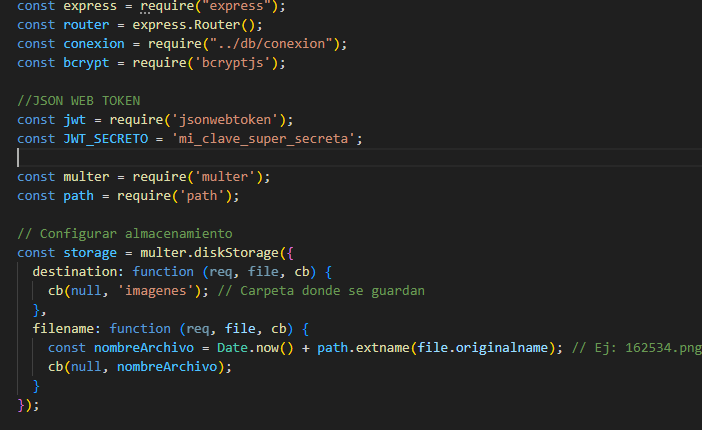 const express = require("express");
const router = express.Router();
const conexion = require("../db/conexion");
const bcrypt = require('bcryptjs');
//JSON WEB TOKEN
const jwt = require('jsonwebtoken');
const JWT_SECRETO = 'mi_clave_super_secreta';
const multer = require('multer');
const path = require('path');
// Configurar almacenamiento
const storage = multer.diskStorage({
destination: function (req, file, cb) {
cb(null, 'imagenes'); // Carpeta donde se guardan
},
filename: function (req, file, cb) {
const nombreArchivo = Date.now() + path.extname(file.originalname); // Ej: 162534.png
cb(null, nombreArchivo);
}
});